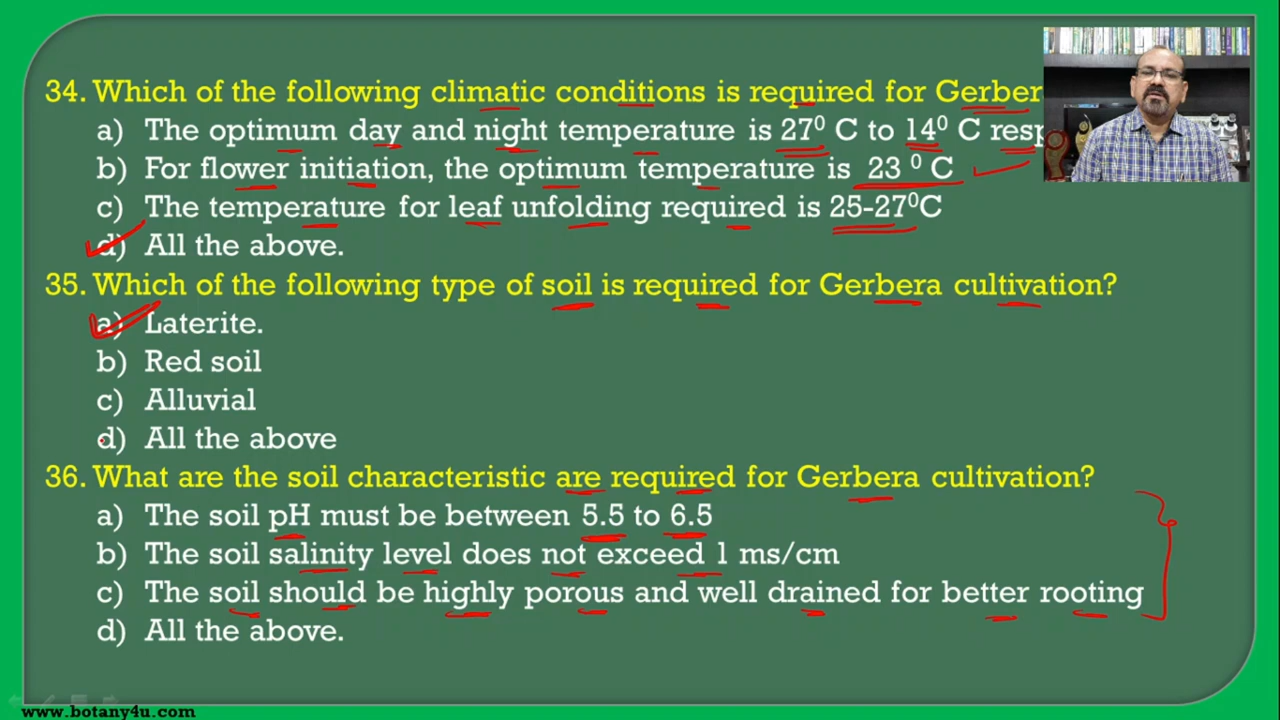 34. Which of the following climatic conditions is required for Gerber
a) The optimum day and night temperature is 27⁰ C to 14⁰ C resp
b) For flower initiation, the optimum temperature is 23 ⁰ C
c) The temperature for leaf unfolding required is 25-27⁰C
d) All the above.
35. Which of the following type of soil is required for Gerbera cultivation?
a) Laterite.
b) Red soil
c) Alluvial
d) All the above
36. What are the soil characteristic are required for Gerbera cultivation?
a) The soil pH must be between 5.5 to 6.5
b) The soil salinity level does not exceed 1 ms/cm
c) The soil should be highly porous and well drained for better rooting
d) All the above.
www.botany4u.com